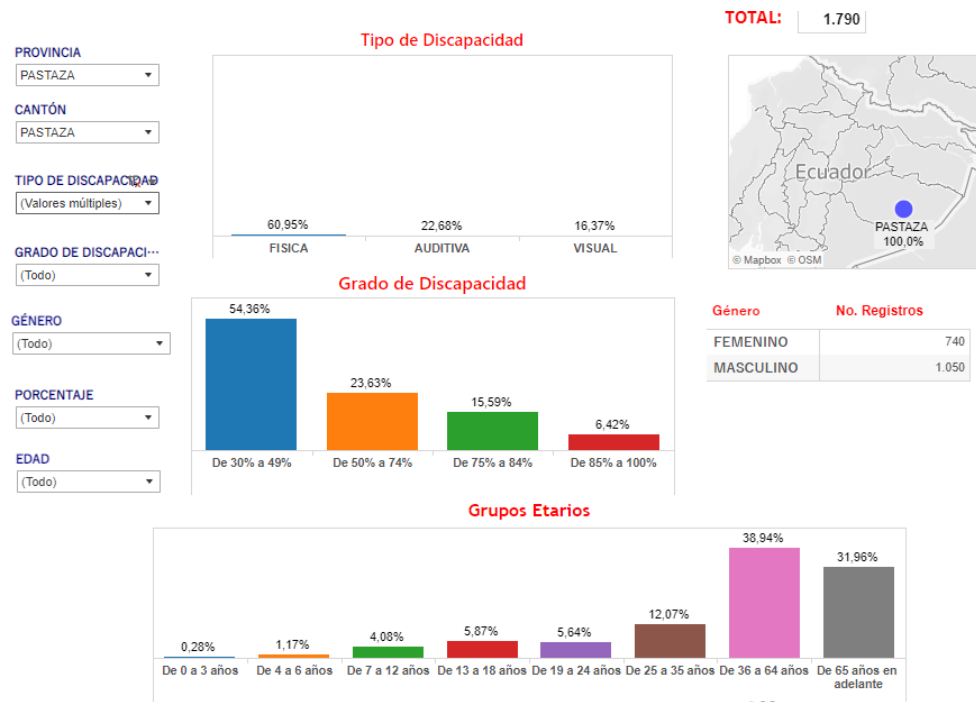 TOTAL: 1.790
PROVINCIA
PASTAZA
CANTÓN
PASTAZA
TIPO DE DISCAPACIDAD
(Valores múltiples)
GRADO DE DISCAPACI···
(Todo)
GÉNERO
(Todo)
PORCENTAJE
(Todo)
EDAD
(Todo)
Tipo de Discapacidad
60,95% 22,68% 16,37%
FISICA AUDITIVA VISUAL
Ecuador
PASTAZA
100,0%
© Mapbox © OSM
Grado de Discapacidad
54,36%
23,63%
15,59%
6,42%
De 30% a 49% De 50% a 74% De 75% a 84% De 85% a 100%
Género No. Registros
FEMENINO 740
MASCULINO 1.050
Grupos Etarios
0,28% 1,17% 4,08% 5,87% 5,64% 12,07% 38,94% 31,96%
De 0 a 3 años De 4 a 6 años De 7 a 12 años De 13 a 18 años De 19 a 24 años De 25 a 35 años De 36 a 64 años De 65 años en
adelante